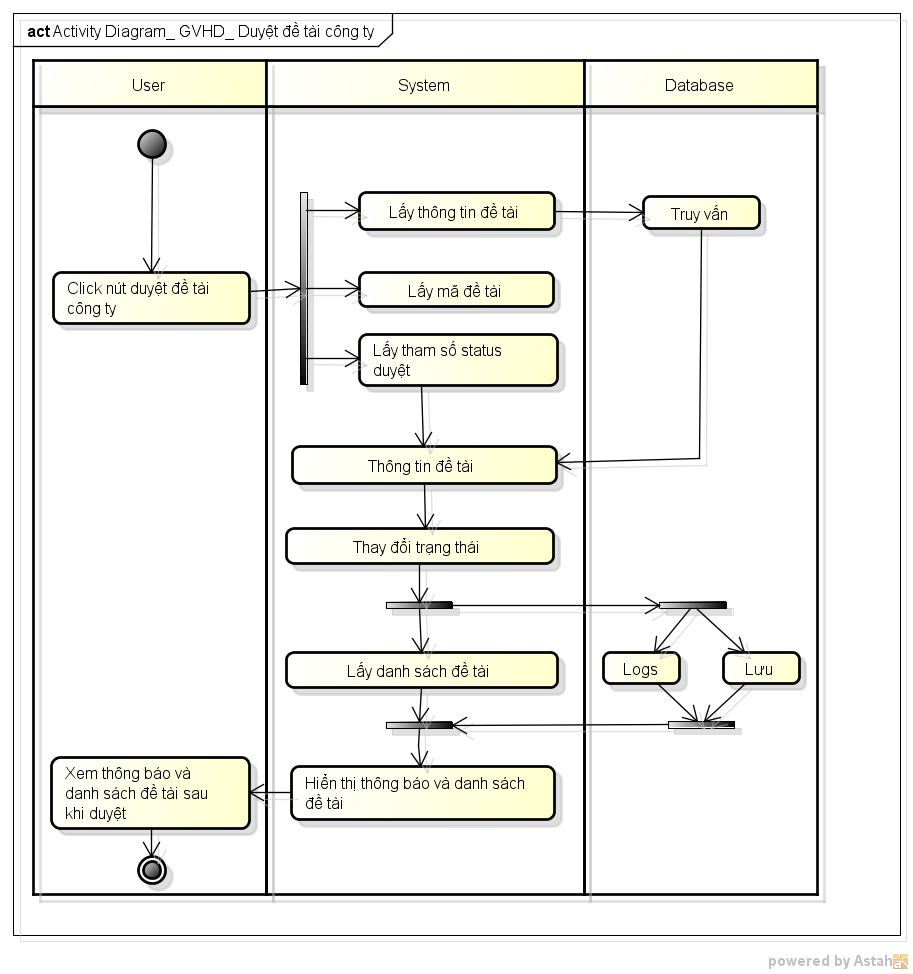 act Activity Diagram_ GVHD_ Duyệt đề tài công ty
User
System
Database
Lấy thông tin đề tài
Truy vấn
Click nút duyệt đề tài
công ty
Lấy mã đề tài
Lấy tham số status
duyệt
Thông tin đề tài
Thay đổi trạng thái
Lấy danh sách đề tài
Logs
Lưu
Xem thông báo và
danh sách đề tài sau
khi duyệt
Hiển thị thông báo và danh sách
đề tài
powered by Astah